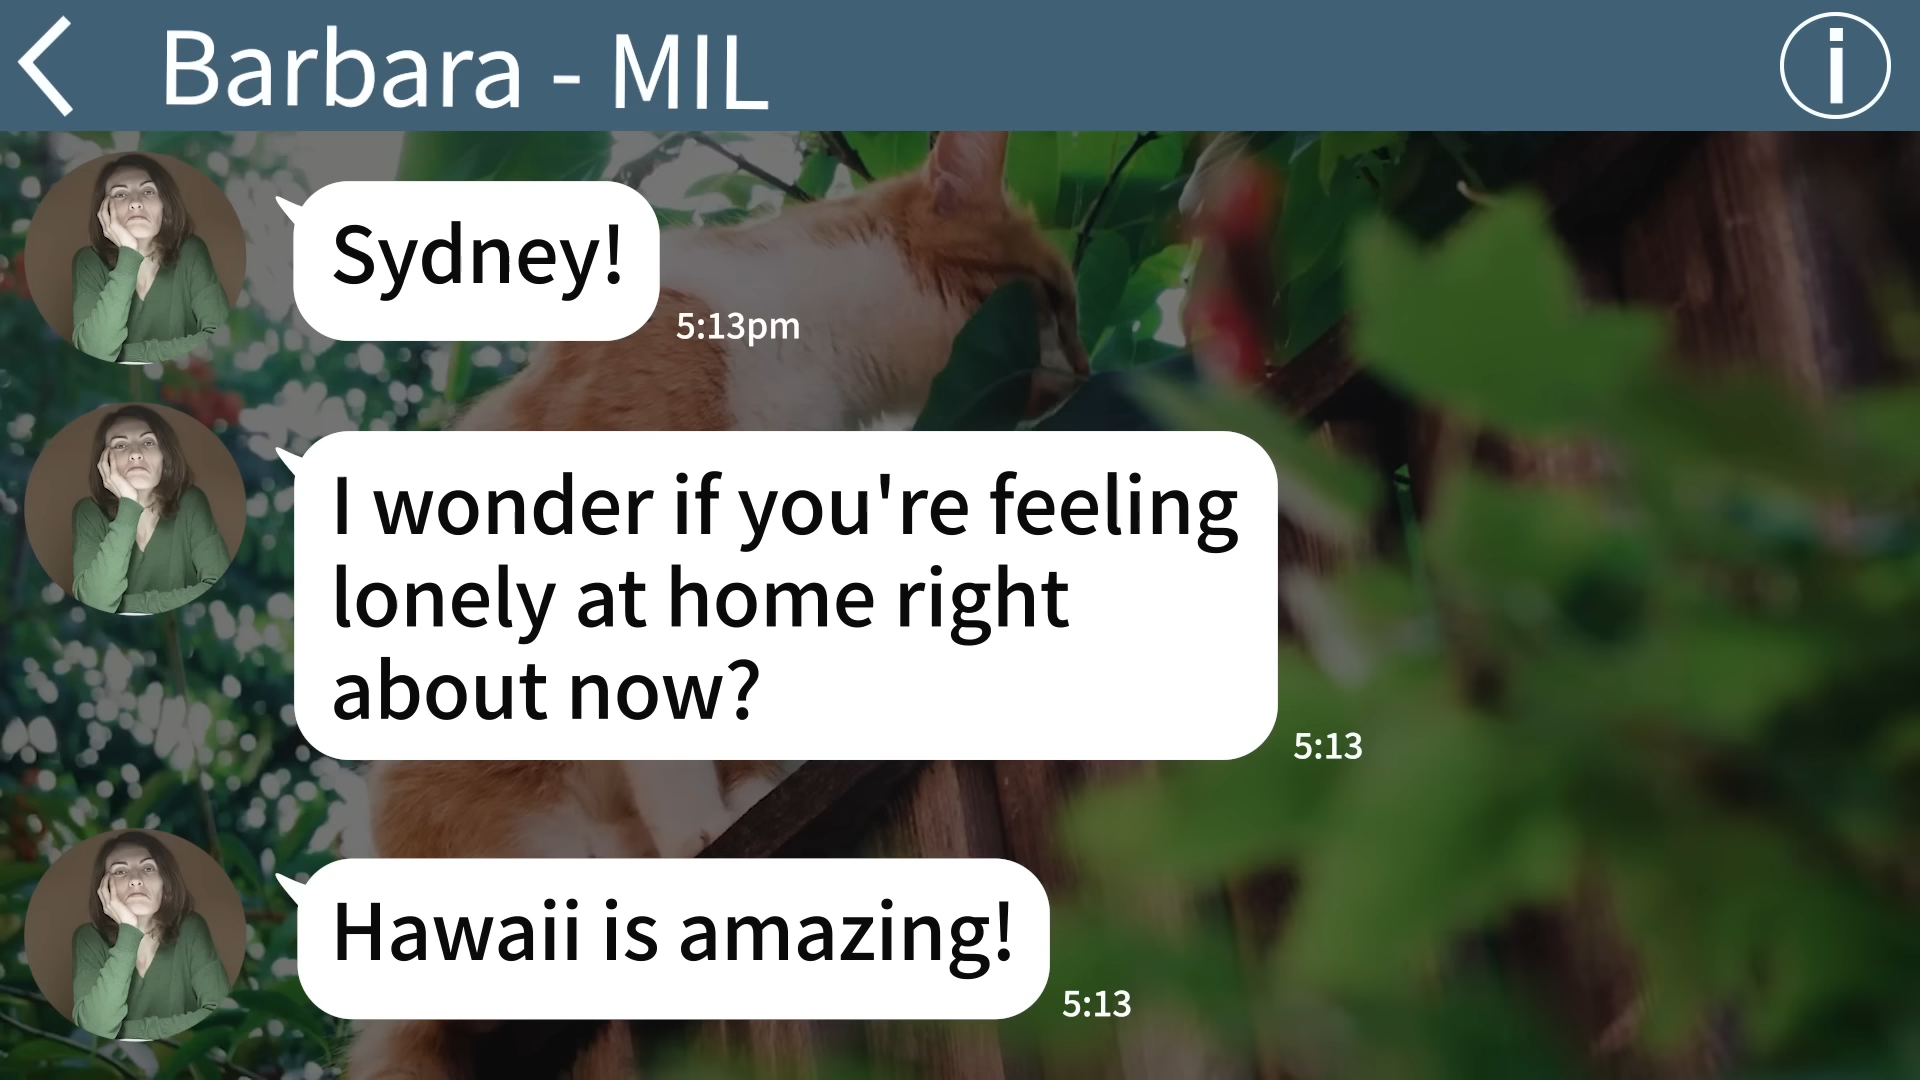 Barbara - MIL
Sydney!
5:13pm
I wonder if you're feeling
lonely at home right
about now?
5:13
Hawaii is amazing!
5:13